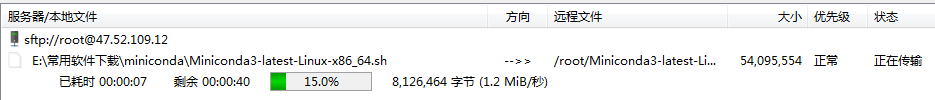 服务器/本地文件 方向 远程文件 大小 优先级 状态
sftp://root@47.52.109.12
E:\常用软件下载\miniconda\Miniconda3-latest-Linux-x86_64.sh -->> /root/Miniconda3-latest-Li... 54,095,554 正常 正在传输
已耗时 00:00:07 剩余 00:00:40 15.0% 8,126,464 字节 (1.2 MiB/秒)